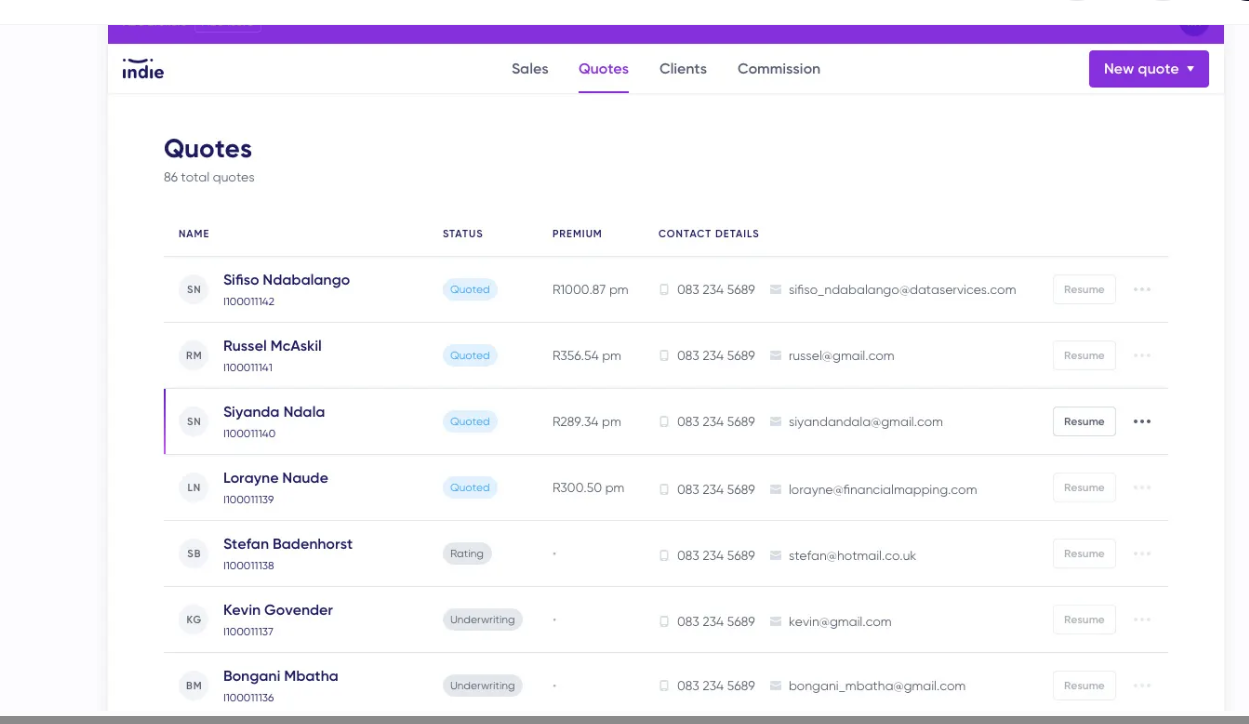 indie
Sales Quotes Clients Commission New quote
Quotes
86 total quotes
NAME STATUS PREMIUM CONTACT DETAILS
SN Sifiso Ndabalango Quoted R1000.87 pm 083 234 5689 sifiso_ndabalango@dataservices.com Resume
I100011142
RM Russel McAskil Quoted R356.54 pm 083 234 5689 russel@gmail.com Resume
I100011141
SN Siyanda Ndala Quoted R289.34 pm 083 234 5689 siyandandala@gmail.com Resume
I100011140
LN Lorayne Naude Quoted R300.50 pm 083 234 5689 lorayne@financialmapping.com Resume
I100011139
SB Stefan Badenhorst Rating - 083 234 5689 stefan@hotmail.co.uk Resume
I100011138
KG Kevin Govender Underwriting - 083 234 5689 kevin@gmail.com Resume
I100011137
BM Bongani Mbatha Underwriting - 083 234 5689 bongani_mbatha@gmail.com Resume
I100011136